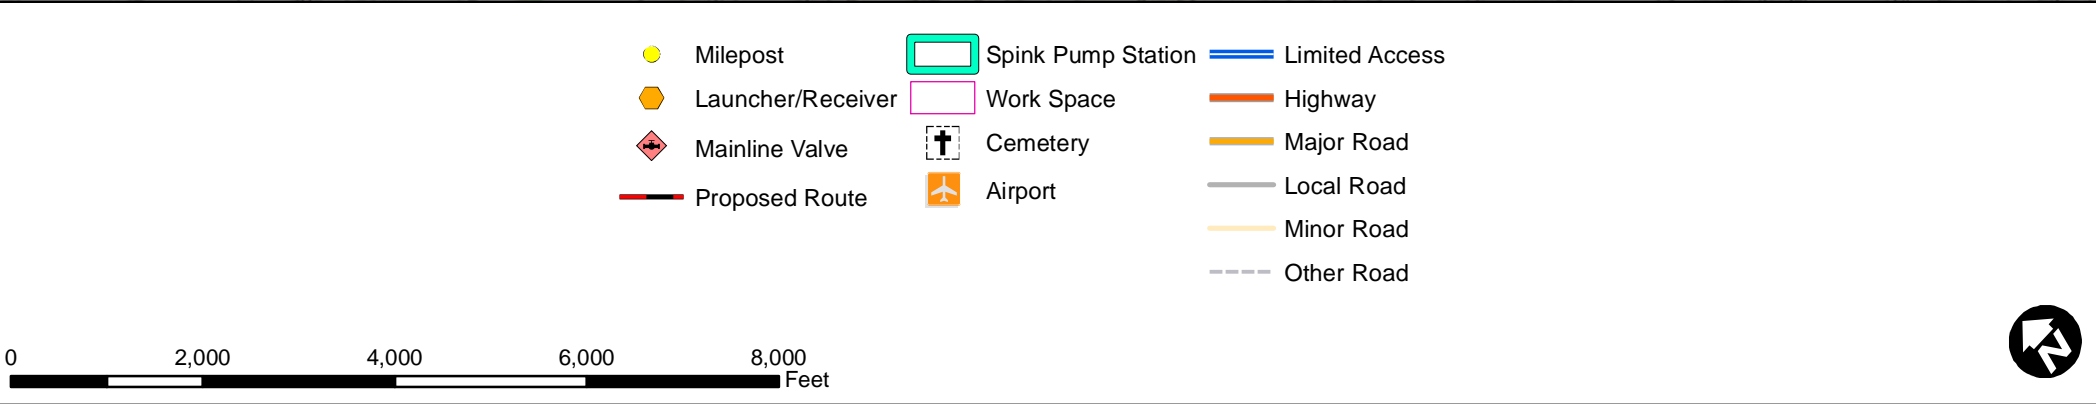 Milepost
Launcher/Receiver
Mainline Valve
Proposed Route
Spink Pump Station
Work Space
Cemetery
Airport
Limited Access
Highway
Major Road
Local Road
Minor Road
Other Road
0 2,000 4,000 6,000 8,000
Feet
N